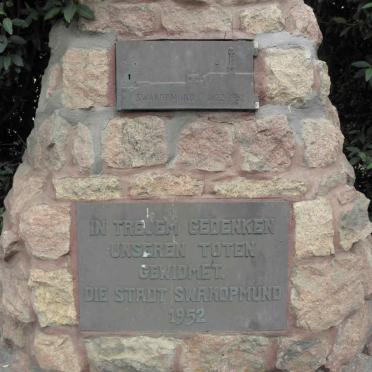 SWAKOPMUND
IN TREUEM GEDENKEN
UNSEREN TOTEN
GEWIDMET.
DIE STADT SWAKOPMUND
1952